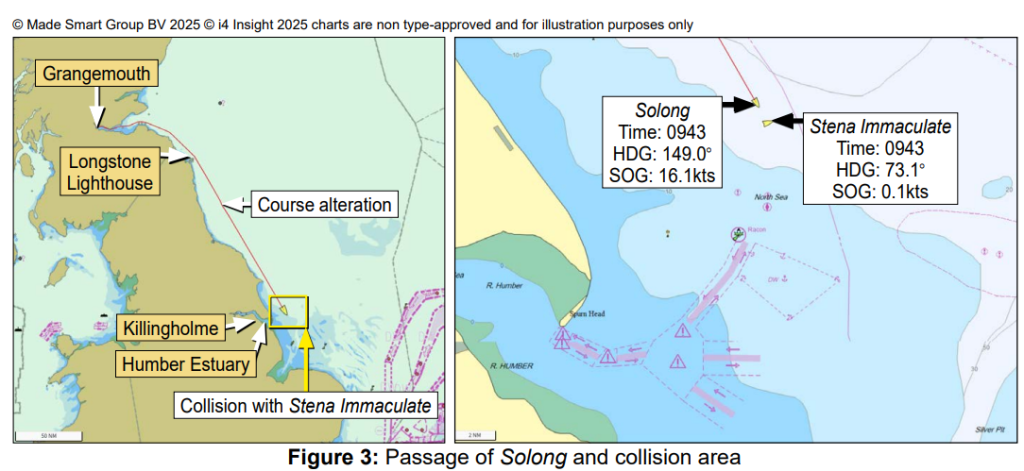 © Made Smart Group BV 2025 © i4 Insight 2025 charts are non type-approved and for illustration purposes only
Grangemouth
Longstone
Lighthouse
Course alteration
Killingholme
Humber Estuary
Collision with Stena Immaculate
50 NM
Solong
Time: 0943
HDG: 149.0°
SOG: 16.1kts
Stena Immaculate
Time: 0943
HDG: 73.1°
SOG: 0.1kts
North Sea
Racon
DW
R. Humber
Spurn Head
R. HUMBER
Silver Pit
2 NM
Figure 3: Passage of Solong and collision area